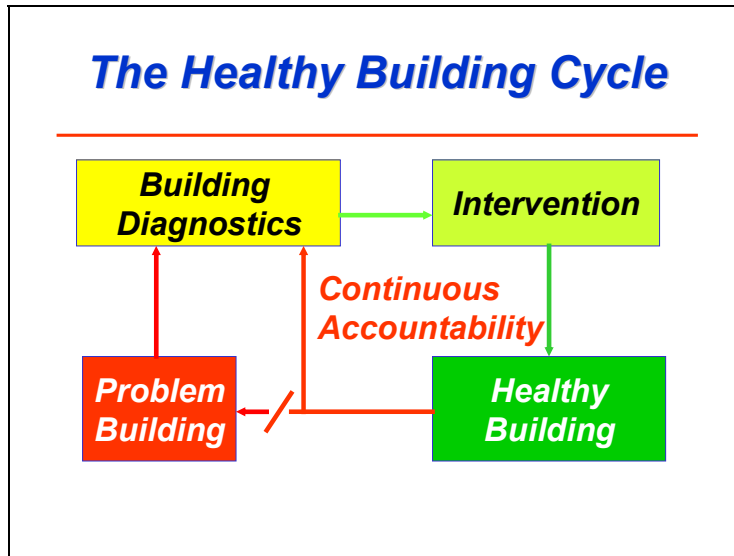 The Healthy Building Cycle
Building
Diagnostics
Intervention
Continuous
Accountability
Problem
Building
Healthy
Building